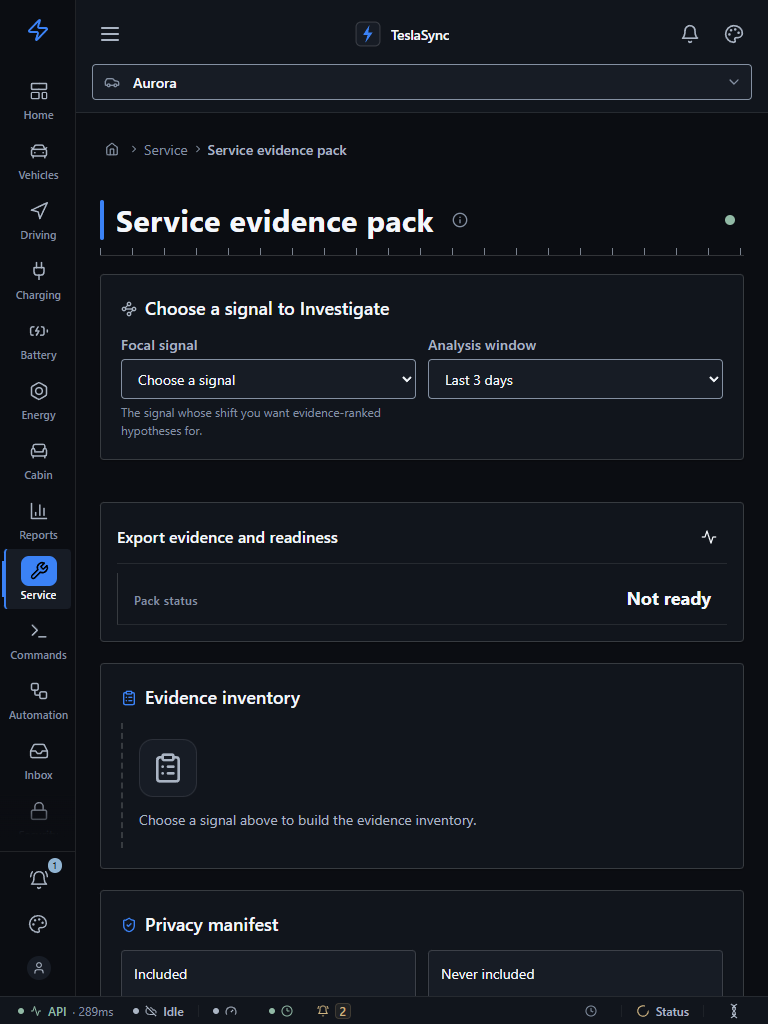 TeslaSync
Aurora
Home
Vehicles
Driving
Charging
Battery
Energy
Cabin
Reports
Service
Commands
Automation
Inbox
1
Service
Service evidence pack
Service evidence pack
Choose a signal to Investigate
Focal signal
Analysis window
Choose a signal
Last 3 days
The signal whose shift you want evidence-ranked
hypotheses for.
Export evidence and readiness
Pack status
Not ready
Evidence inventory
Choose a signal above to build the evidence inventory.
Privacy manifest
Included
Never included
API · 289ms
Idle
2
Status